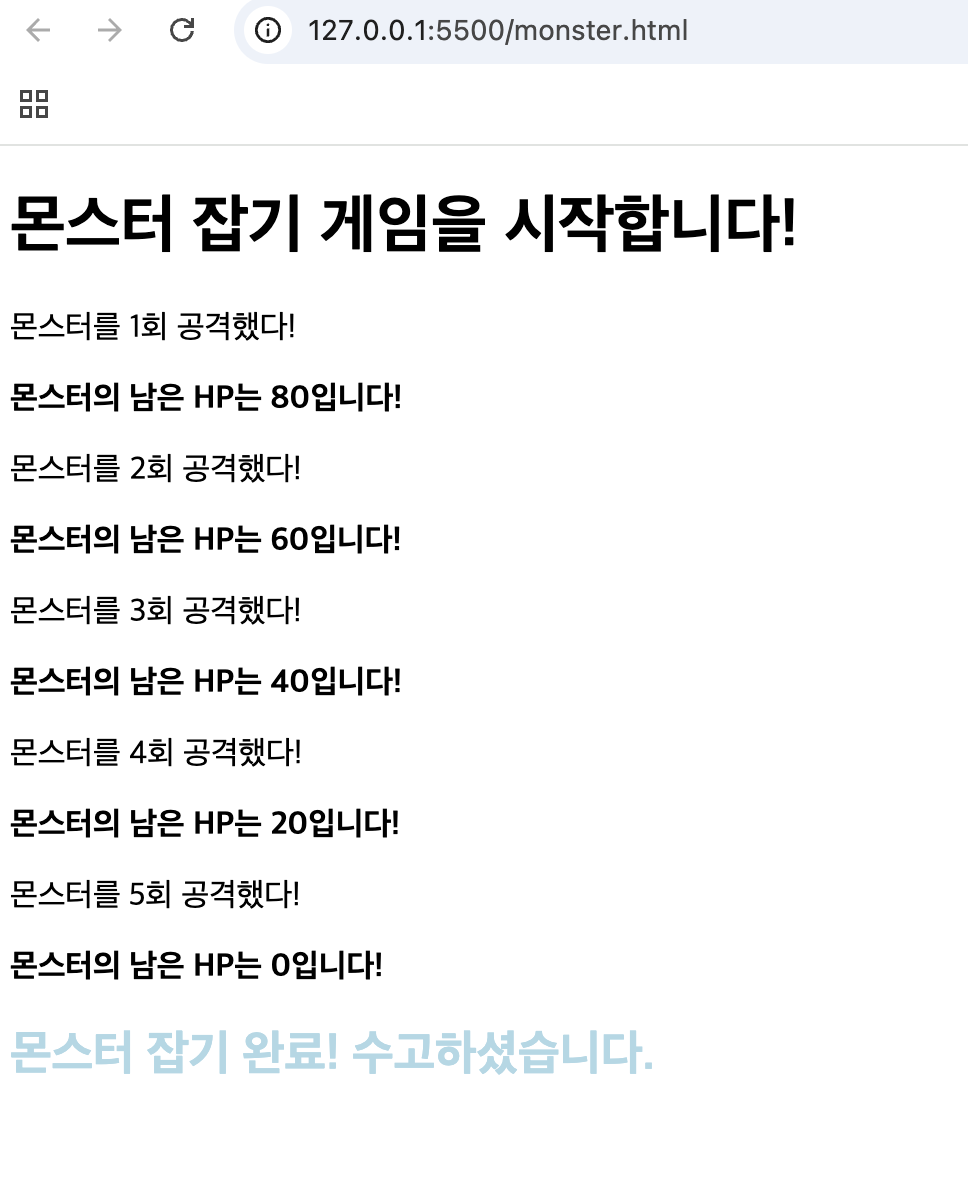 127.0.0.1:5500/monster.html
몬스터 잡기 게임을 시작합니다!
몬스터를 1회 공격했다!
몬스터의 남은 HP는 80입니다!
몬스터를 2회 공격했다!
몬스터의 남은 HP는 60입니다!
몬스터를 3회 공격했다!
몬스터의 남은 HP는 40입니다!
몬스터를 4회 공격했다!
몬스터의 남은 HP는 20입니다!
몬스터를 5회 공격했다!
몬스터의 남은 HP는 0입니다!
몬스터 잡기 완료! 수고하셨습니다.